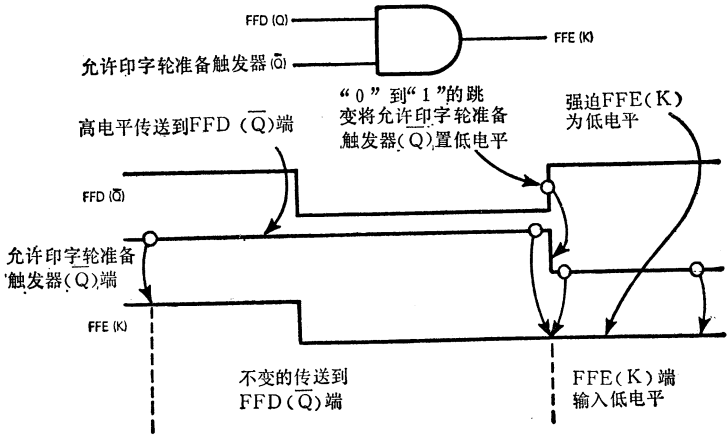 FFD (Q)
FFE (K)
允许印字轮准备触发器(Q̄)
"0"到"1"的跳
变将允许印字轮准备
触发器(Q̄)置低电平
强迫FFE(K)
为低电平
高电平传送到FFD (Q̄)端
FFD (Q̄)
允许印字轮准备
触发器(Q̄)端
FFE (K)
不变的传送到
FFD(Q̄)端
FFE(K)端
输入低电平